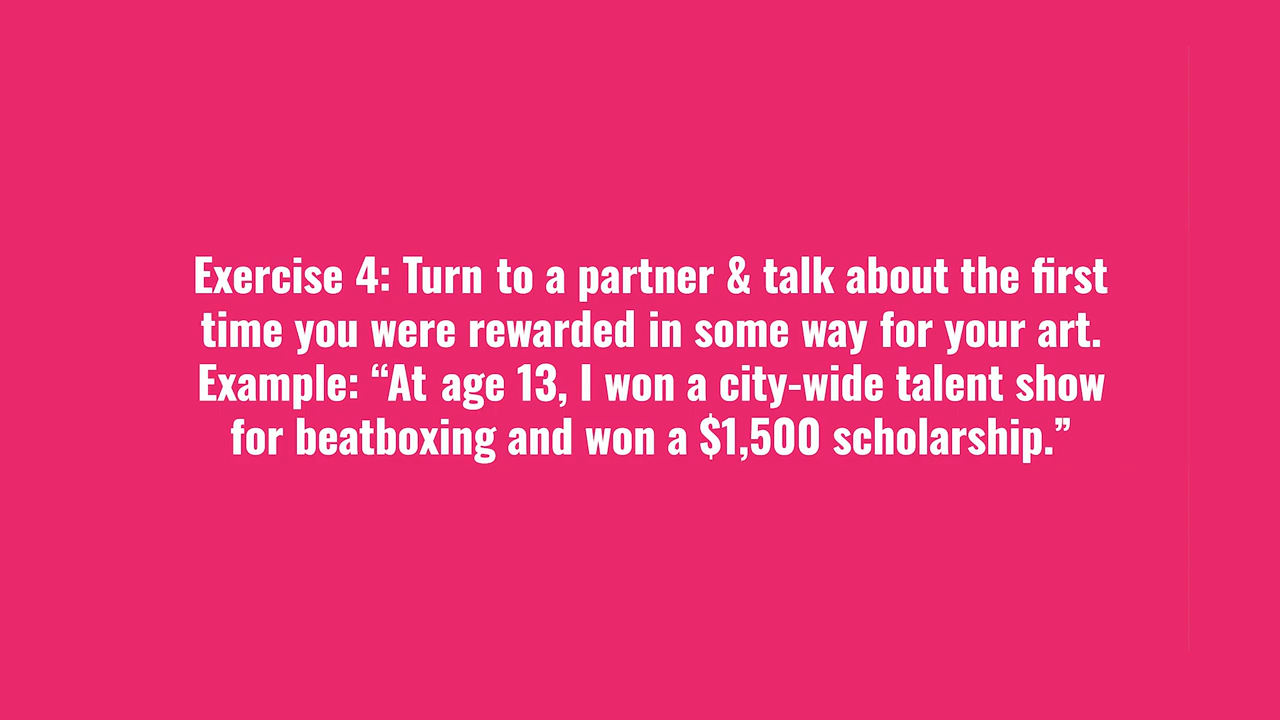 Exercise 4: Turn to a partner & talk about the first
time you were rewarded in some way for your art.
Example: “At age 13, I won a city-wide talent show
for beatboxing and won a $1,500 scholarship.”